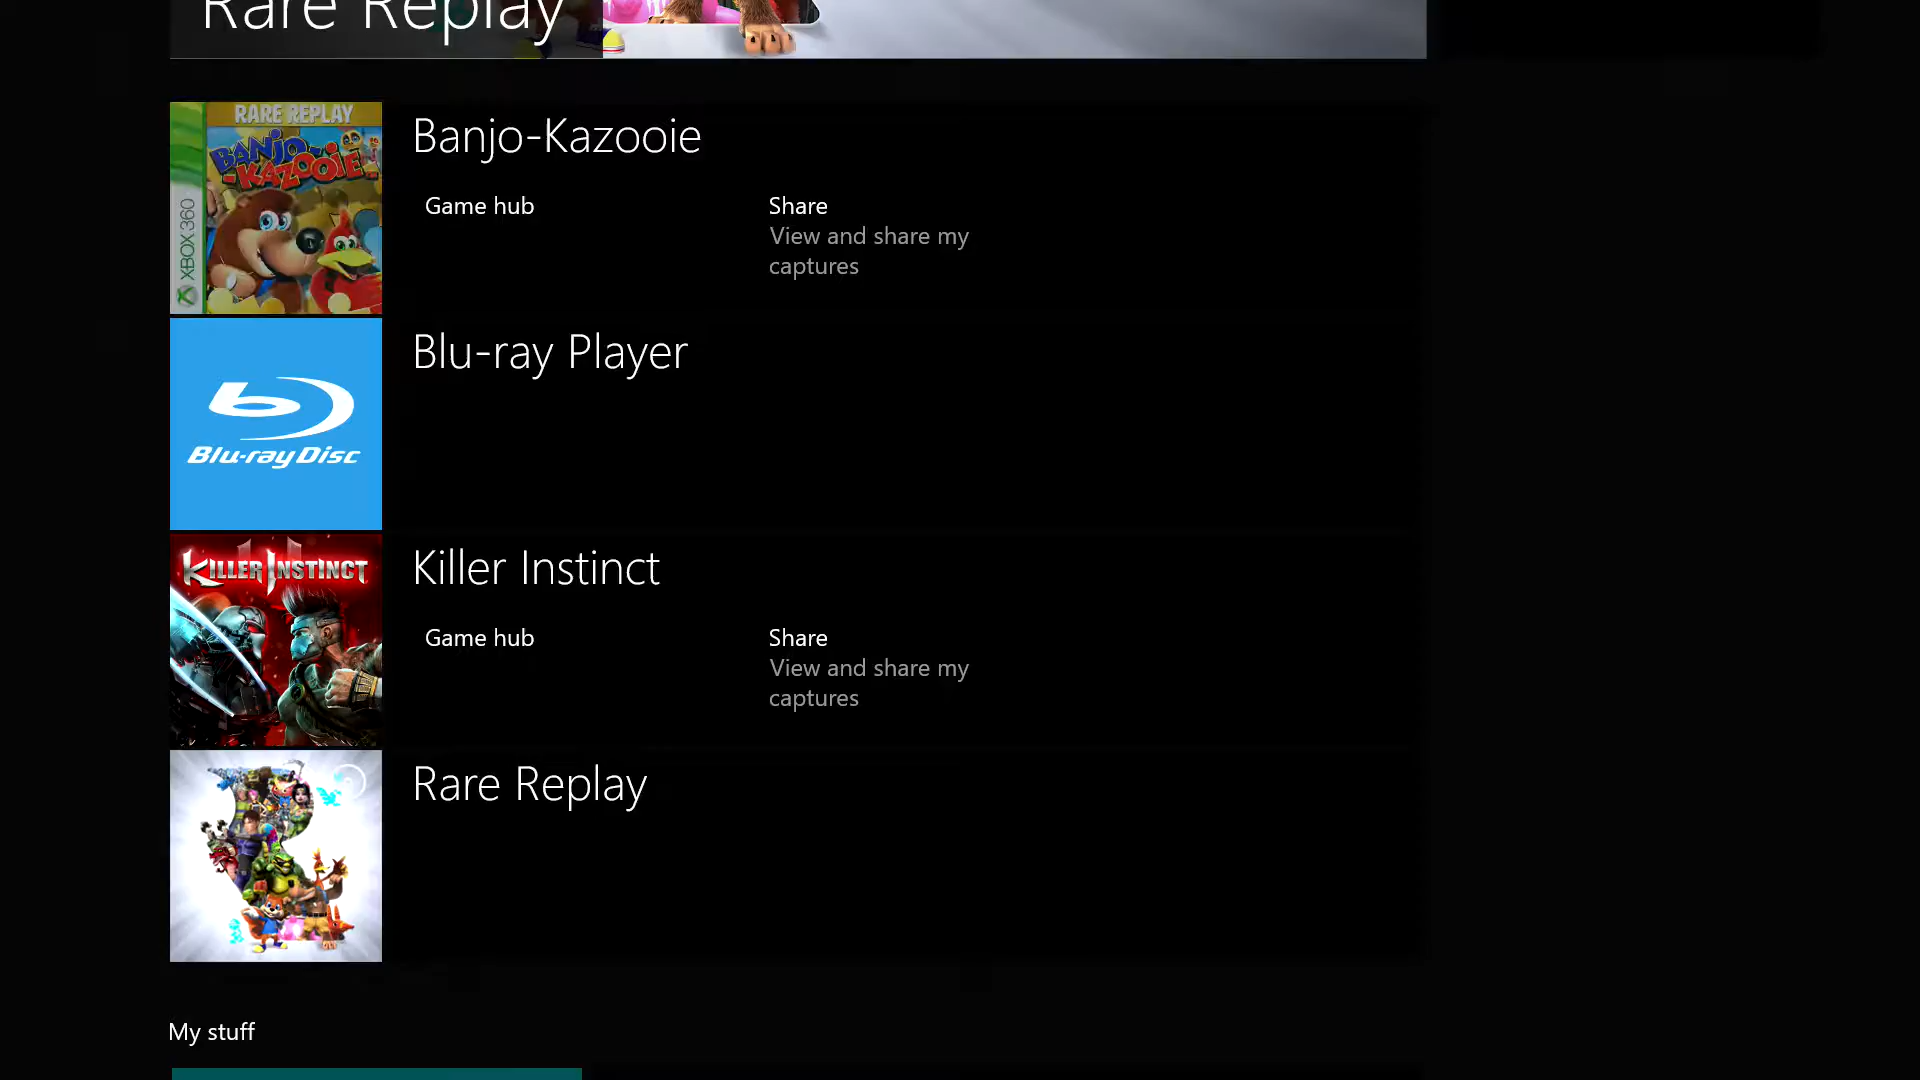 Rare Replay
RARE REPLAY
BANJO-
KAZOOIE
XBOX 360
Banjo-Kazooie
Game hub
Share
View and share my
captures
Blu-ray Disc
Blu-ray Player
KILLER INSTINCT
Killer Instinct
Game hub
Share
View and share my
captures
Rare Replay
My stuff